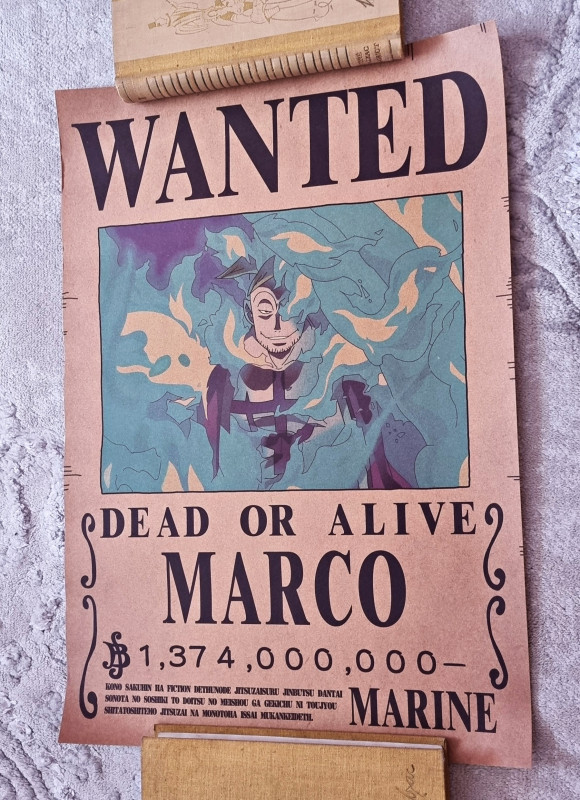 WANTED
DEAD OR ALIVE
MARCO
฿1,374,000,000–
KONO SAKUHIN HA FICTION DETHUNODE JITSUZAISURU JINBUTSU DANTAI
SONOTA NO SOSHIKI TO DOITSU NO MEISHOU GA GEKICHU NI TOUJYOU
SHITATOSHITEMO JITSUZAI NA MONOTOHA ISSAI MUKANKEIDETH.
MARINE